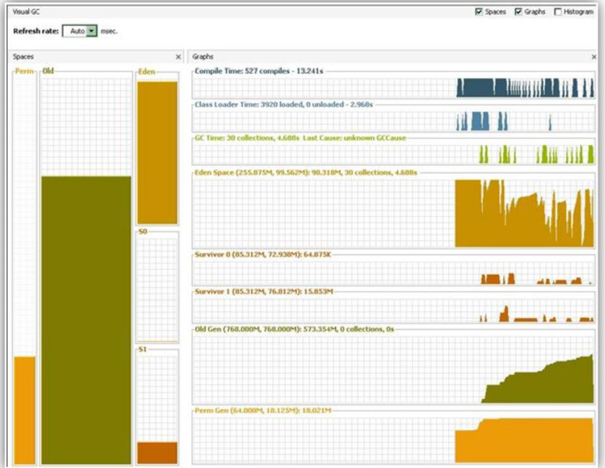 Visual GC
Spaces Graphs Histogram
Refresh rate: Auto msec.
Spaces x
Graphs x
Perm Old Eden
S0
S1
Compile Time: 527 compiles - 13.241s
Class Loader Time: 3920 loaded, 0 unloaded - 2.968s
GC Time: 30 collections, 4.688s Last Cause: unknown GCCause
Eden Space (255.875M, 99.562M): 90.318M, 30 collections, 4.688s
Survivor 0 (85.312M, 72.938M): 64.875K
Survivor 1 (85.312M, 76.812M): 15.853M
Old Gen (768.000M, 768.000M): 573.354M, 0 collections, 0s
Perm Gen (64.000M, 18.125M): 18.021M